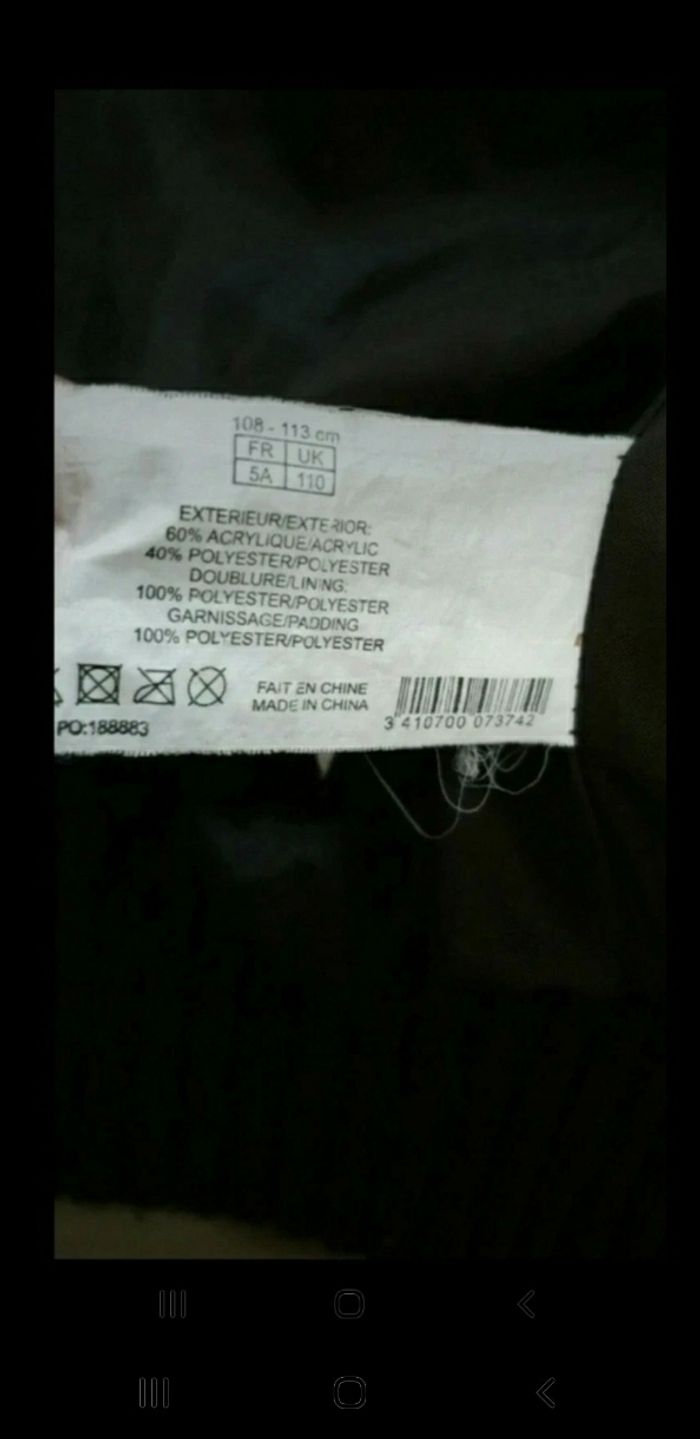 108 - 113 cm
FR UK
5A 110
EXTERIEUR/EXTERIOR:
60% ACRYLIQUE/ACRYLIC
40% POLYESTER/POLYESTER
DOUBLURE/LINING:
100% POLYESTER/POLYESTER
GARNISSAGE/PADDING
100% POLYESTER/POLYESTER
FAIT EN CHINE
MADE IN CHINA
3 410700 073742
PO:188883